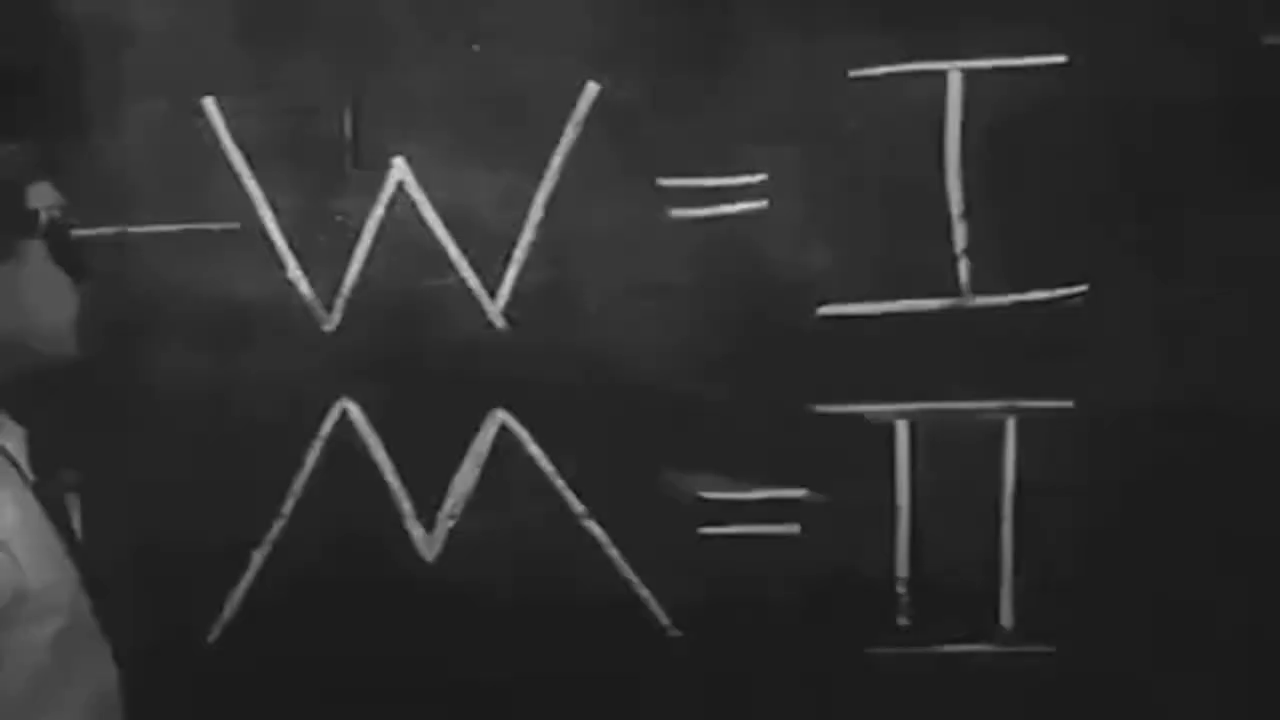 W = I
M = II